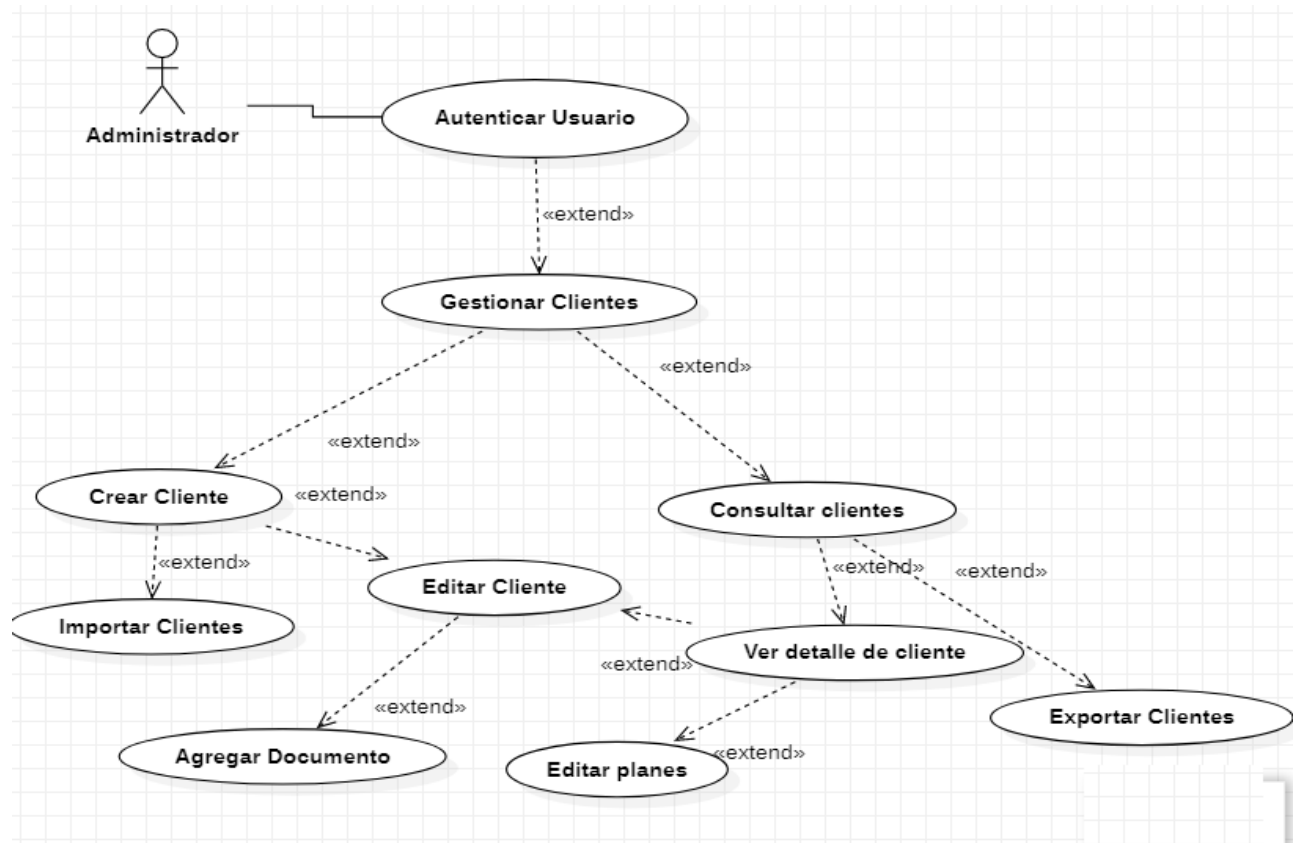 Administrador
Autenticar Usuario
«extend»
Gestionar Clientes
«extend»
«extend»
Crear Cliente
«extend»
Consultar clientes
«extend»
«extend»
«extend»
Editar Cliente
Importar Clientes
Ver detalle de cliente
«extend»
«extend»
Exportar Clientes
Agregar Documento
«extend»
Editar planes